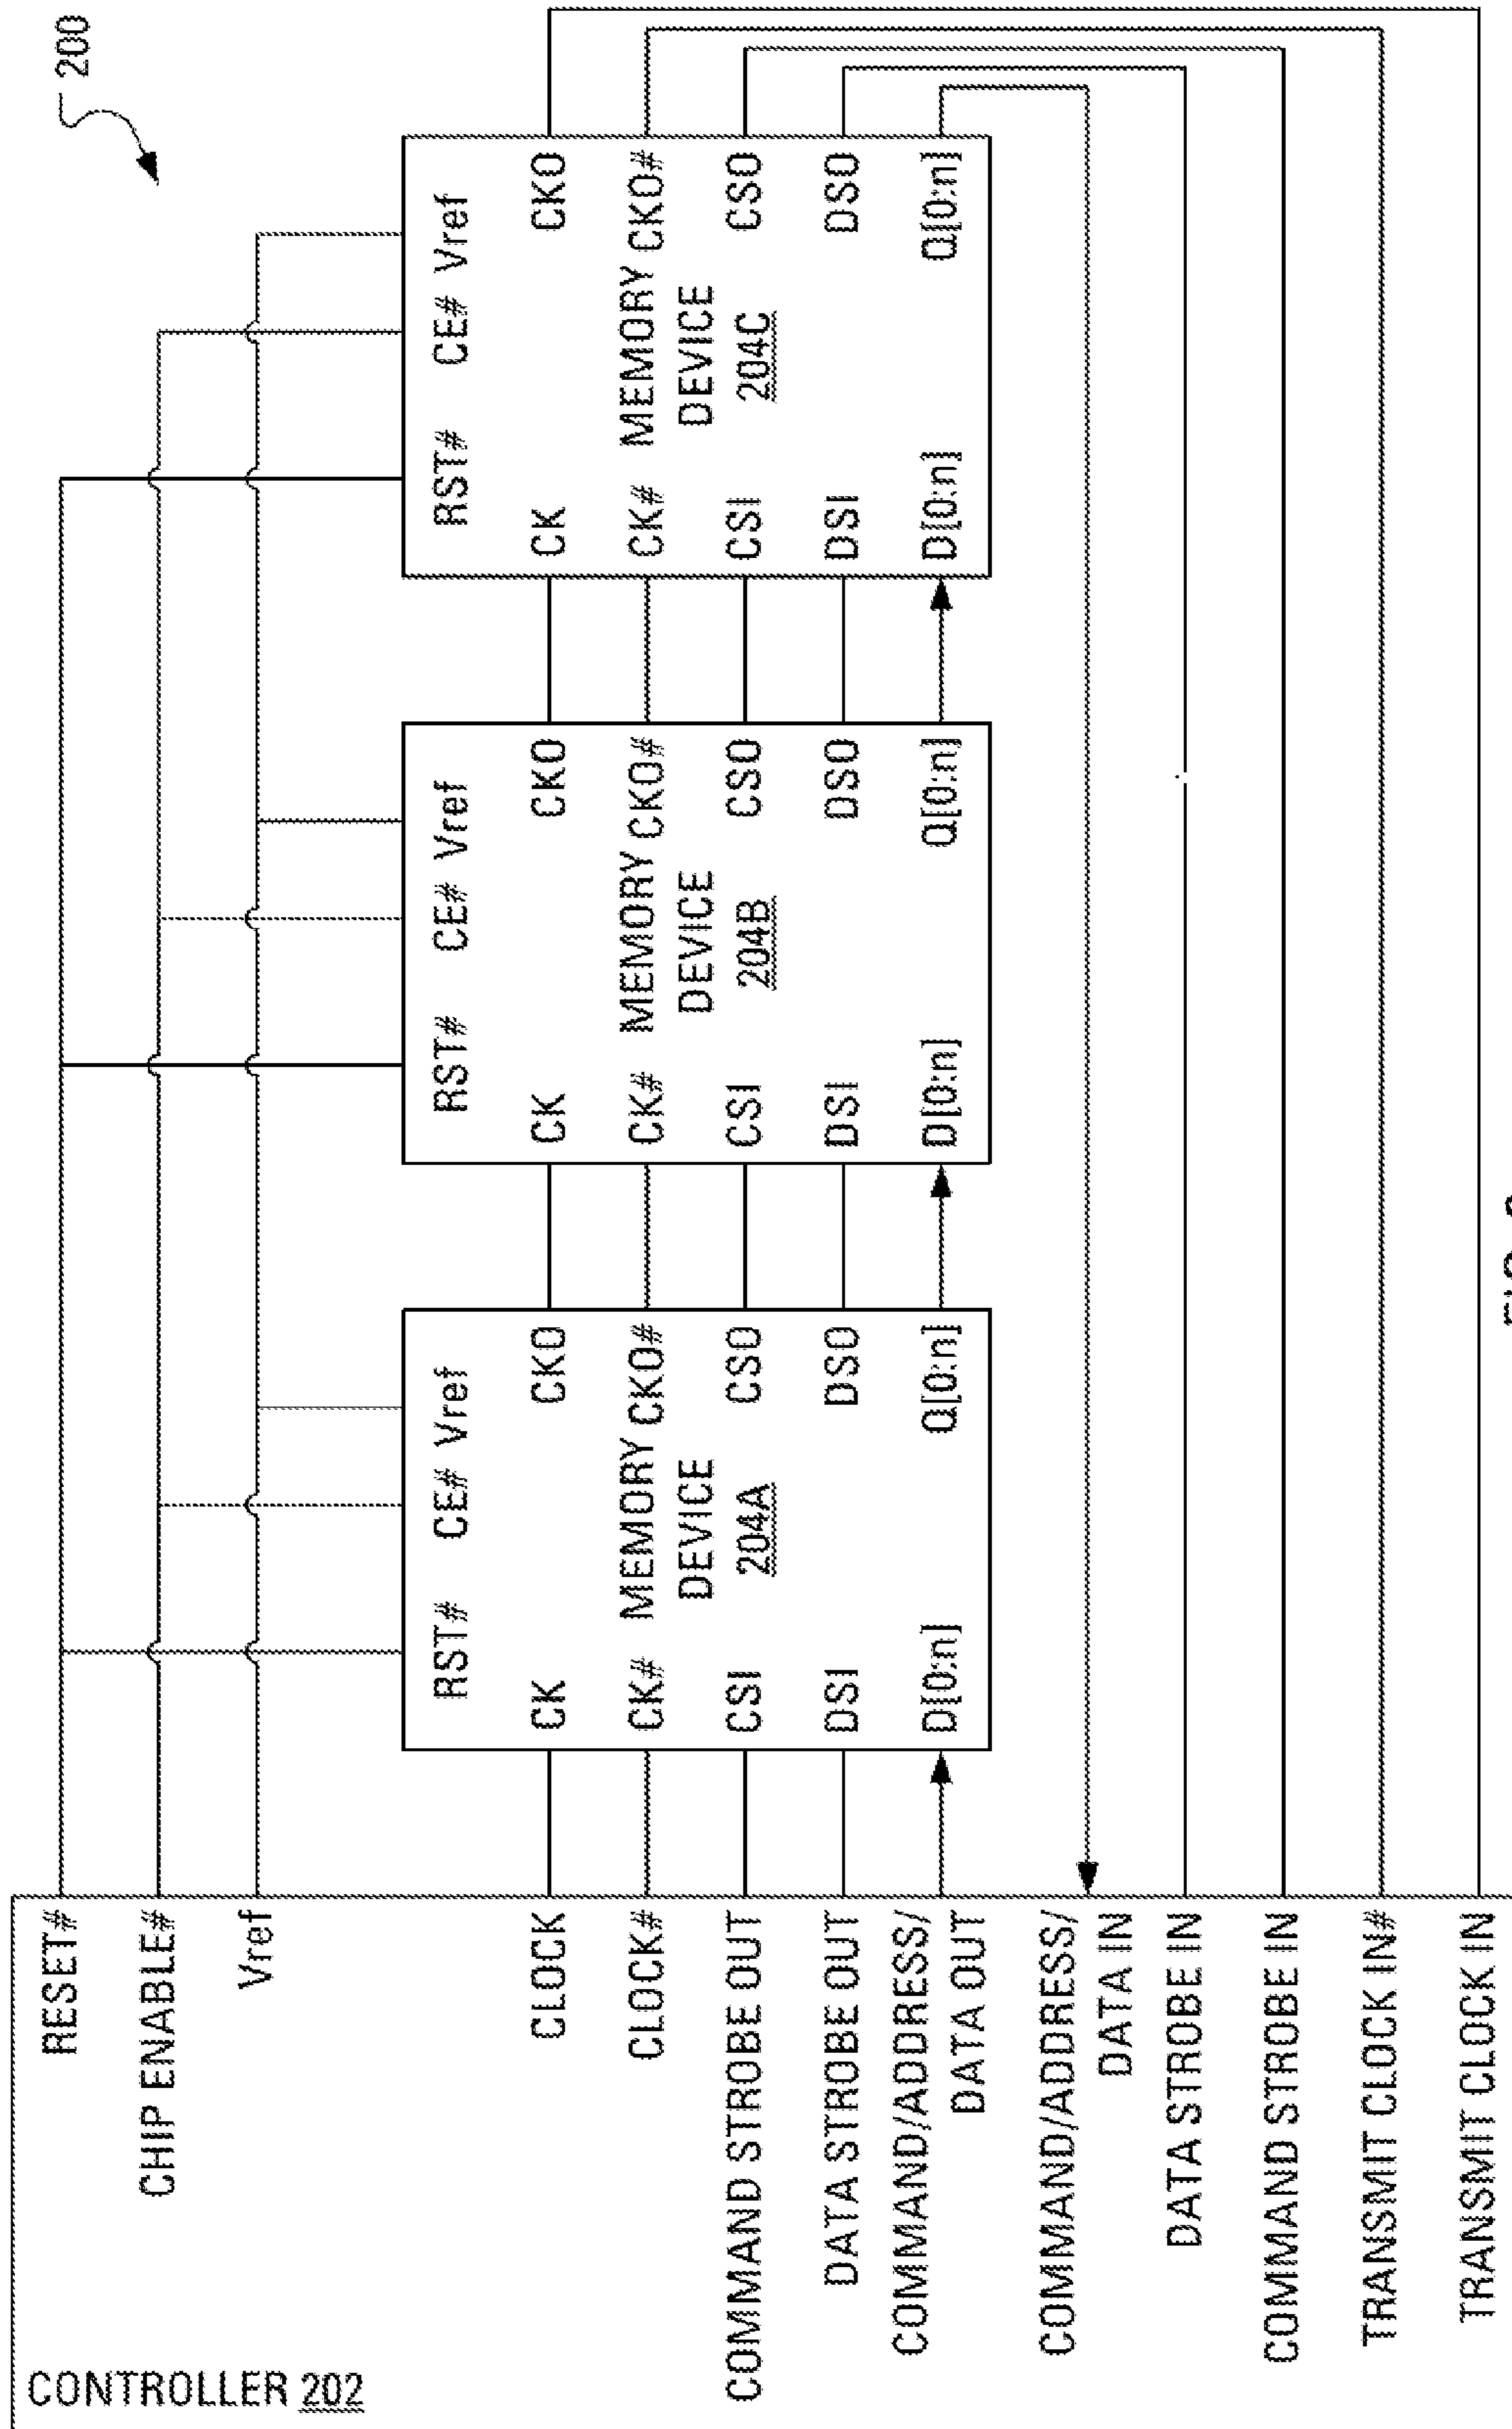 200
CONTROLLER 202
RESET#
CHIP ENABLE#
Vref
CLOCK
CLOCK#
COMMAND STROBE OUT
DATA STROBE OUT
COMMAND/ADDRESS/
DATA OUT
COMMAND/ADDRESS/
DATA IN
DATA STROBE IN
COMMAND STROBE IN
TRANSMIT CLOCK IN#
TRANSMIT CLOCK IN
RST# CE# Vref
CK CKO
CK# MEMORY CKO#
DEVICE
CSI 204A CSO
DSI DSO
D[0:n] Q[0:n]
RST# CE# Vref
CK CKO
CK# MEMORY CKO#
DEVICE
CSI 204B CSO
DSI DSO
D[0:n] Q[0:n]
RST# CE# Vref
CK CKO
CK# MEMORY CKO#
DEVICE
CSI 204C CSO
DSI DSO
D[0:n] Q[0:n]